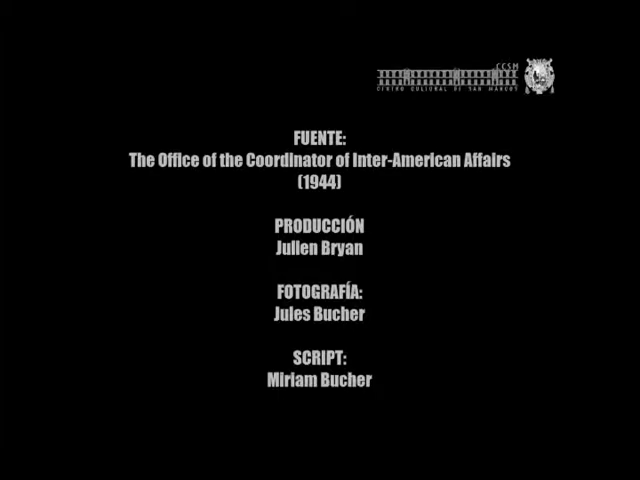 CCSM
CENTRO CULTURAL DE SAN MARCOS
FUENTE:
The Office of the Coordinator of Inter-American Affairs
(1944)
PRODUCCIÓN
Julien Bryan
FOTOGRAFÍA:
Jules Bucher
SCRIPT:
Miriam Bucher